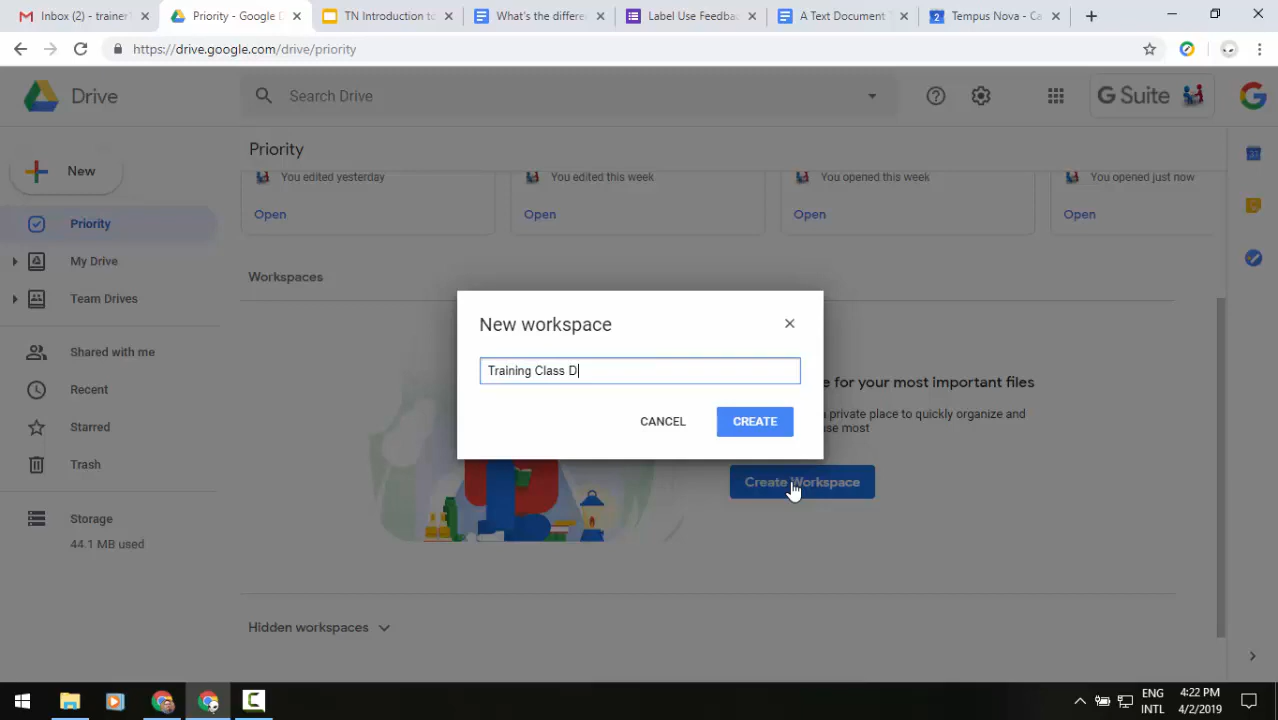 Inbox (2) - trainer
Priority - Google D
TN Introduction to
What's the differe
Label Use Feedba
A Text Document
Tempus Nova - Ca
https://drive.google.com/drive/priority
Drive
Search Drive
G Suite
New
Priority
My Drive
Team Drives
Shared with me
Recent
Starred
Trash
Storage
44.1 MB used
Priority
You edited yesterday
You edited this week
You opened this week
You opened just now
Open
Open
Open
Open
Workspaces
New workspace
Training Class D
CANCEL
CREATE
e for your most important files
private place to quickly organize and
use most
Create Workspace
Hidden workspaces
ENG
INTL
4:22 PM
4/2/2019